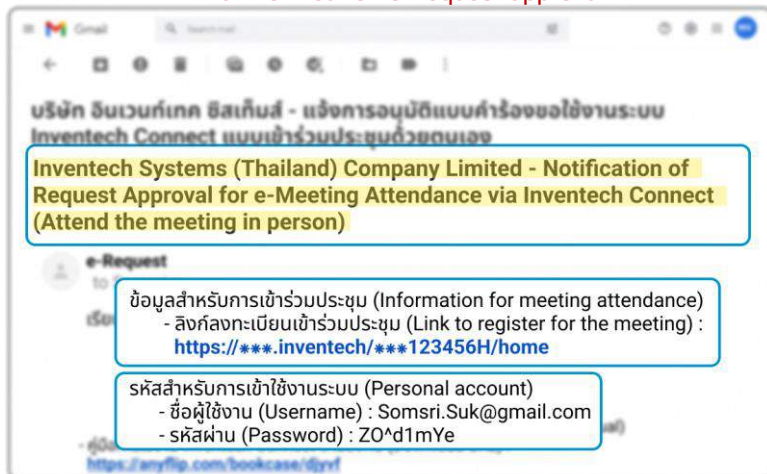 Gmail
บริษัท อินเวนท์เทค ซิสเท็มส์ - แจ้งการอนุมัติแบบคำร้องขอใช้งานระบบ
Inventech Connect แบบเข้าร่วมประชุมด้วยตนเอง
Inventech Systems (Thailand) Company Limited - Notification of
Request Approval for e-Meeting Attendance via Inventech Connect
(Attend the meeting in person)
e-Request
to
ข้อมูลสำหรับการเข้าร่วมประชุม (Information for meeting attendance)
- ลิงก์ลงทะเบียนเข้าร่วมประชุม (Link to register for the meeting) :
https://***.inventech/***123456H/home
รหัสสำหรับการเข้าใช้งานระบบ (Personal account)
- ชื่อผู้ใช้งาน (Username) : Somsri.Suk@gmail.com
- รหัสผ่าน (Password) : ZO^d1mYe
https://anyflip.com/bookcase/djyvf